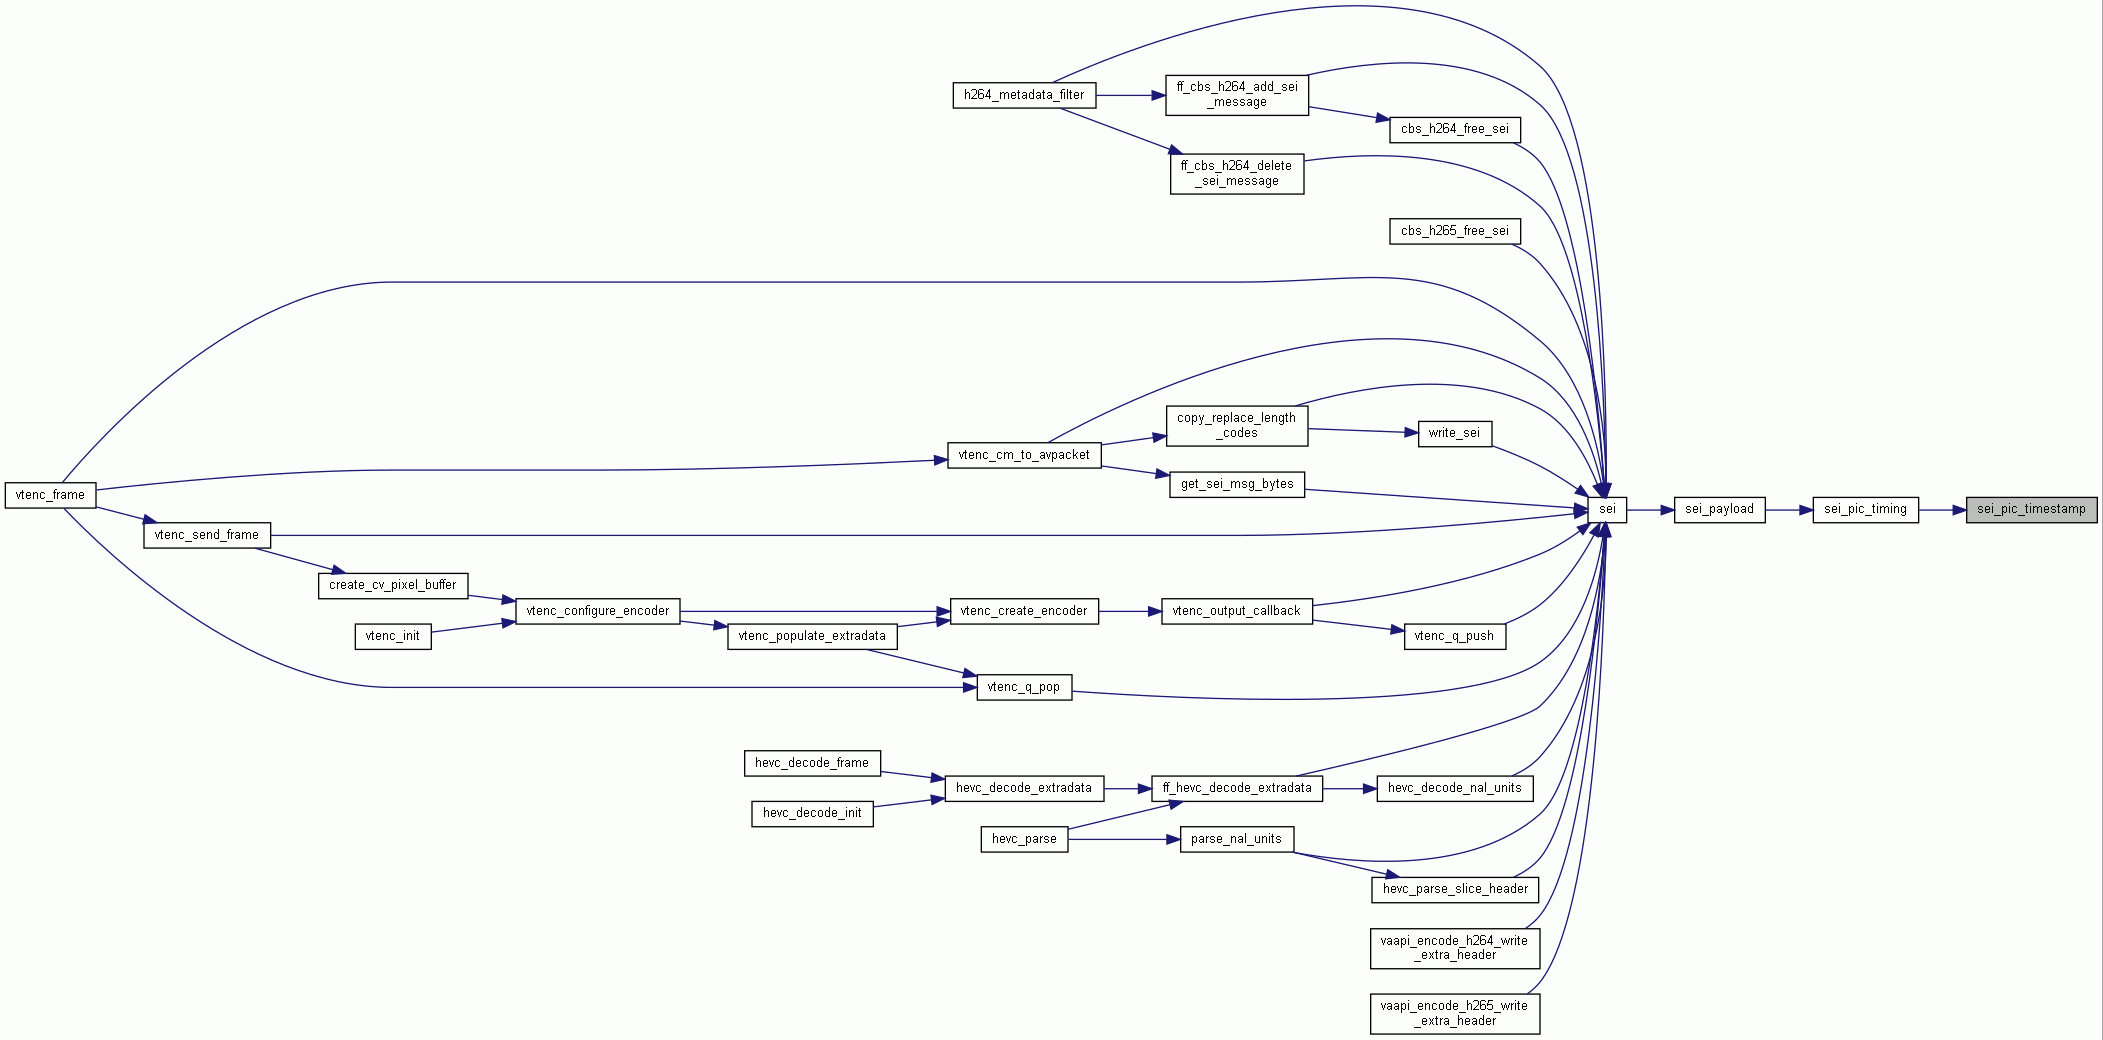 h264_metadata_filter
ff_cbs_h264_add_sei
_message
cbs_h264_free_sei
ff_cbs_h264_delete
_sei_message
cbs_h265_free_sei
copy_replace_length
_codes
write_sei
vtenc_cm_to_avpacket
get_sei_msg_bytes
vtenc_frame
sei
sei_payload
sei_pic_timing
sei_pic_timestamp
vtenc_send_frame
create_cv_pixel_buffer
vtenc_configure_encoder
vtenc_create_encoder
vtenc_output_callback
vtenc_init
vtenc_populate_extradata
vtenc_q_push
vtenc_q_pop
hevc_decode_frame
hevc_decode_extradata
ff_hevc_decode_extradata
hevc_decode_nal_units
hevc_decode_init
hevc_parse
parse_nal_units
hevc_parse_slice_header
vaapi_encode_h264_write
_extra_header
vaapi_encode_h265_write
_extra_header